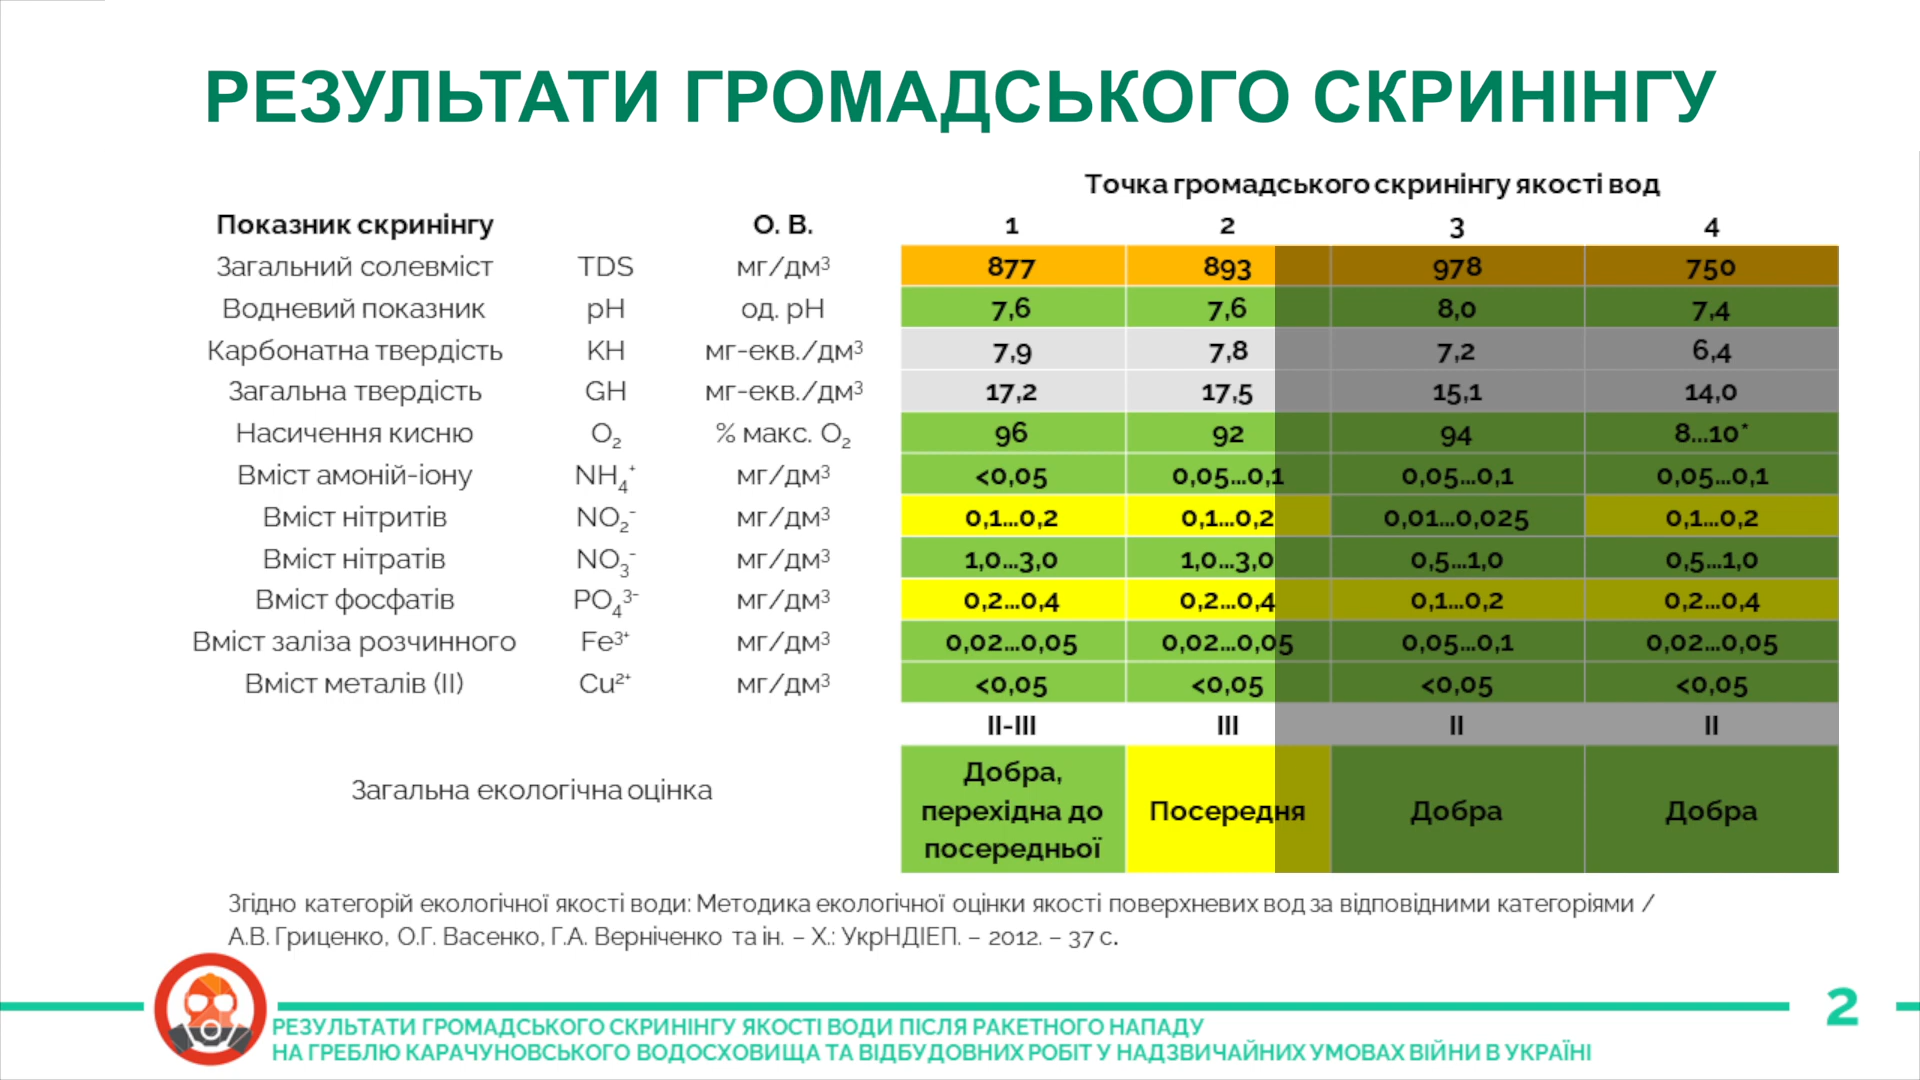 РЕЗУЛЬТАТИ ГРОМАДСЬКОГО СКРИНІНГУ
Точка громадського скринінгу якості вод
Показник скринінгу О. В. 1 2 3 4
Загальний солевміст TDS мг/дм³ 877 893 978 750
Водневий показник pH од. pH 7,6 7,6 8,0 7,4
Карбонатна твердість KH мг-екв./дм³ 7,9 7,8 7,2 6,4
Загальна твердість GH мг-екв./дм³ 17,2 17,5 15,1 14,0
Насичення кисню O₂ % макс. O₂ 96 92 94 8...10*
Вміст амоній-іону NH₄⁺ мг/дм³ <0,05 0,05...0,1 0,05...0,1 0,05...0,1
Вміст нітритів NO₂⁻ мг/дм³ 0,1...0,2 0,1...0,2 0,01...0,025 0,1...0,2
Вміст нітратів NO₃⁻ мг/дм³ 1,0...3,0 1,0...3,0 0,5...1,0 0,5...1,0
Вміст фосфатів PO₄³⁻ мг/дм³ 0,2...0,4 0,2...0,4 0,1...0,2 0,2...0,4
Вміст заліза розчинного Fe³⁺ мг/дм³ 0,02...0,05 0,02...0,05 0,05...0,1 0,02...0,05
Вміст металів (II) Cu²⁺ мг/дм³ <0,05 <0,05 <0,05 <0,05
II-III III II II
Загальна екологічна оцінка
Добра,
перехідна до
посередньої
Посередня
Добра
Добра
Згідно категорій екологічної якості води: Методика екологічної оцінки якості поверхневих вод за відповідними категоріями /
А.В. Гриценко, О.Г. Васенко, Г.А. Верніченко та ін. – Х.: УкрНДІЕП. – 2012. – 37 с.
2
РЕЗУЛЬТАТИ ГРОМАДСЬКОГО СКРИНІНГУ ЯКОСТІ ВОДИ ПІСЛЯ РАКЕТНОГО НАПАДУ
НА ГРЕБЛЮ КАРАЧУНОВСЬКОГО ВОДОСХОВИЩА ТА ВІДБУДОВНИХ РОБІТ У НАДЗВИЧАЙНИХ УМОВАХ ВІЙНИ В УКРАЇНІ